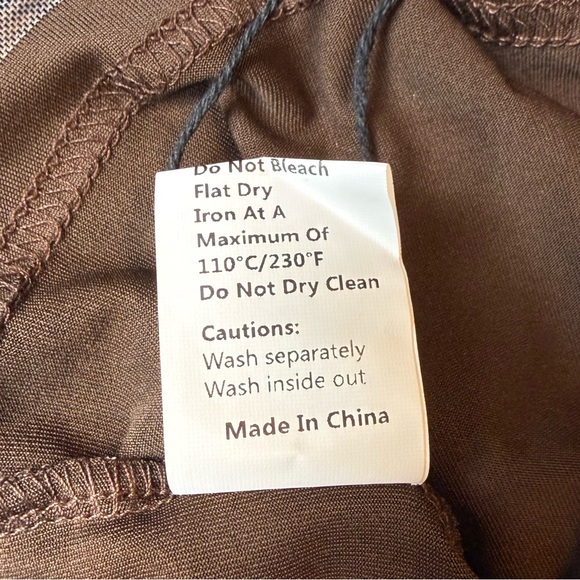 Do Not Bleach
Flat Dry
Iron At A
Maximum Of
110°C/230°F
Do Not Dry Clean
Cautions:
Wash separately
Wash inside out
Made In China